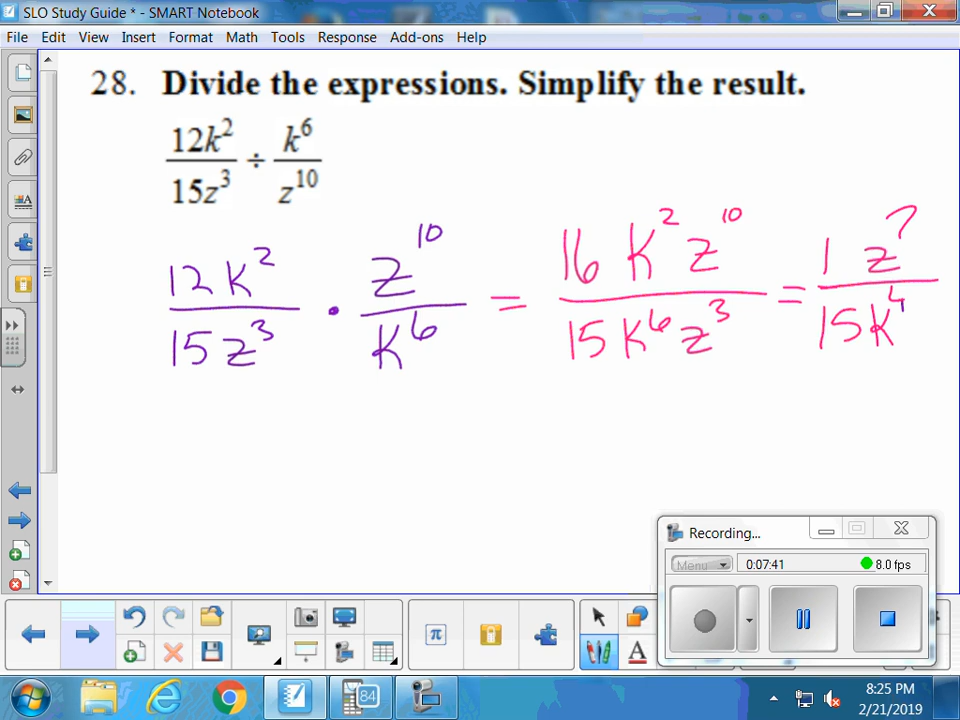 SLO Study Guide * - SMART Notebook
File Edit View Insert Format Math Tools Response Add-ons Help
28. Divide the expressions. Simplify the result.
12k² / 15z³ ÷ k⁶ / z¹⁰
12K² / 15z³ · z¹⁰ / K⁶ = 16K²z¹⁰ / 15K⁶z³ = 1 z⁷ / 15K⁴
Recording...
Menu 0:07:41 8.0 fps
π ? A
84
8:25 PM
2/21/2019